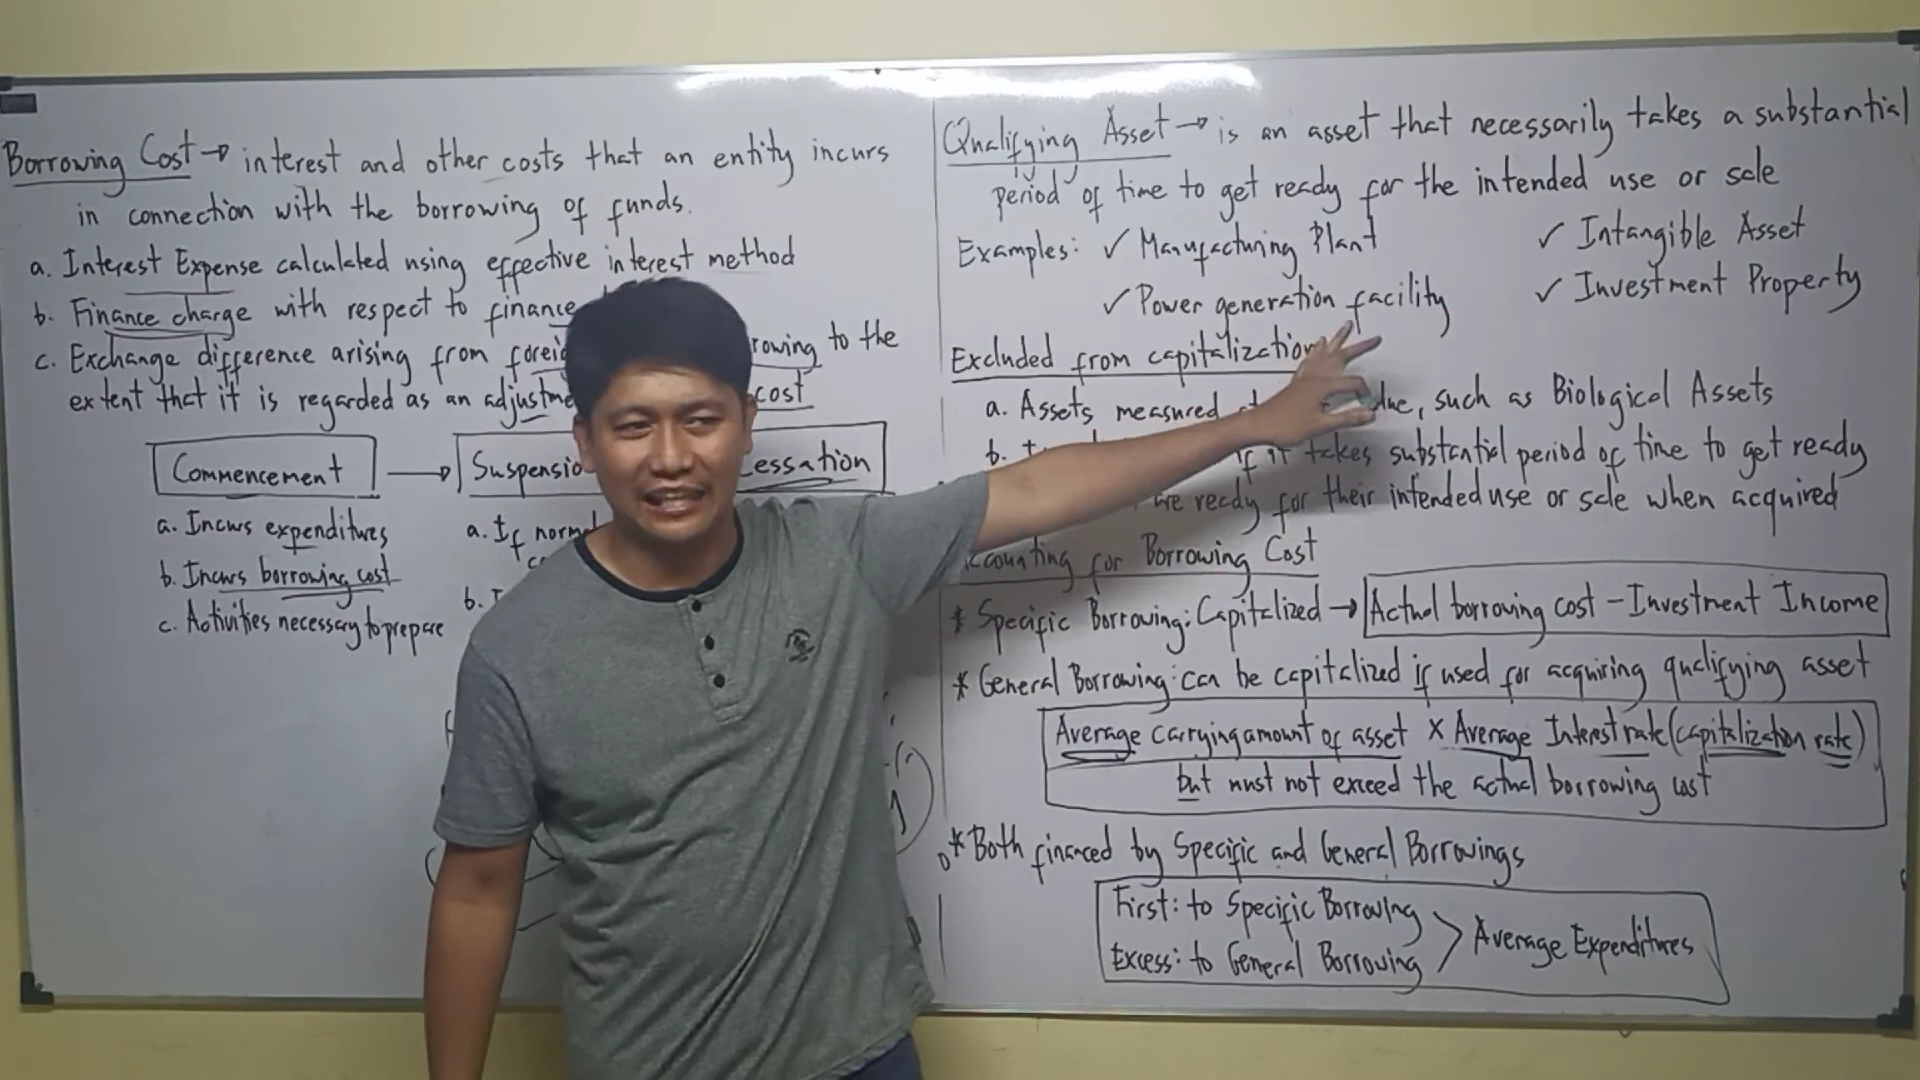 Borrowing Cost → interest and other costs that an entity incurs
in connection with the borrowing of funds.
a. Interest Expense calculated using effective interest method
b. Finance charge with respect to finance
c. Exchange difference arising from rowing to the
extent that it is regarded as an cost
Commencement → Cessation
a. Incurs expenditures
b. Incurs borrowing cost
c. Activities necessary to prepare
a. If
b.
Qualifying Asset → is an asset that necessarily takes a substantial
period of time to get ready for the intended use or sale
Examples: ✓ Manufacturing Plant ✓ Intangible Asset
✓ Power generation facility ✓ Investment Property
Excluded from capitalization
a. Assets measured such as Biological Assets
b. if it takes substantial period of time to get ready
are ready for their intended use or sale when acquired
Accounting for Borrowing Cost
* Specific Borrowing: Capitalized → Actual borrowing cost - Investment Income
* General Borrowing: can be capitalized if used for acquiring qualifying asset
Average carrying amount of asset x Average Interest rate (capitalization rate)
but must not exceed the actual borrowing cost
* Both financed by Specific and General Borrowings
First: to Specific Borrowing
Excess: to General Borrowing > Average Expenditures